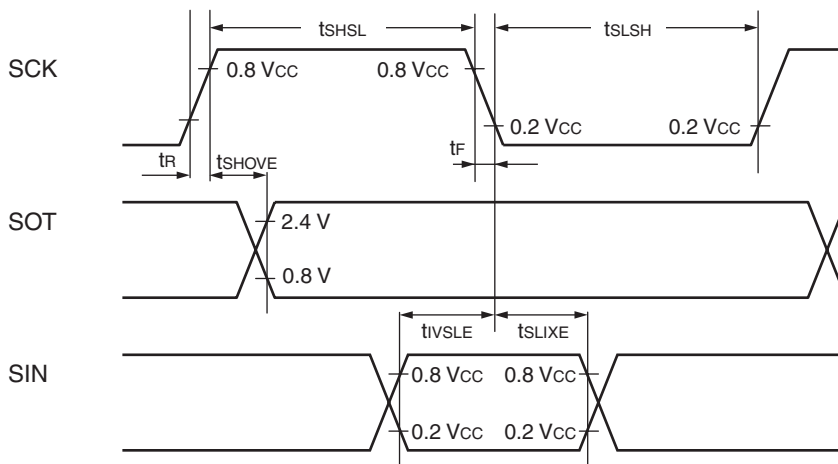 tSHSL
tSLSH
SCK
0.8 VCC
0.8 VCC
0.2 VCC
0.2 VCC
tR
tSHOVE
tF
SOT
2.4 V
0.8 V
tIVSLE
tSLIXE
SIN
0.8 VCC
0.8 VCC
0.2 VCC
0.2 VCC